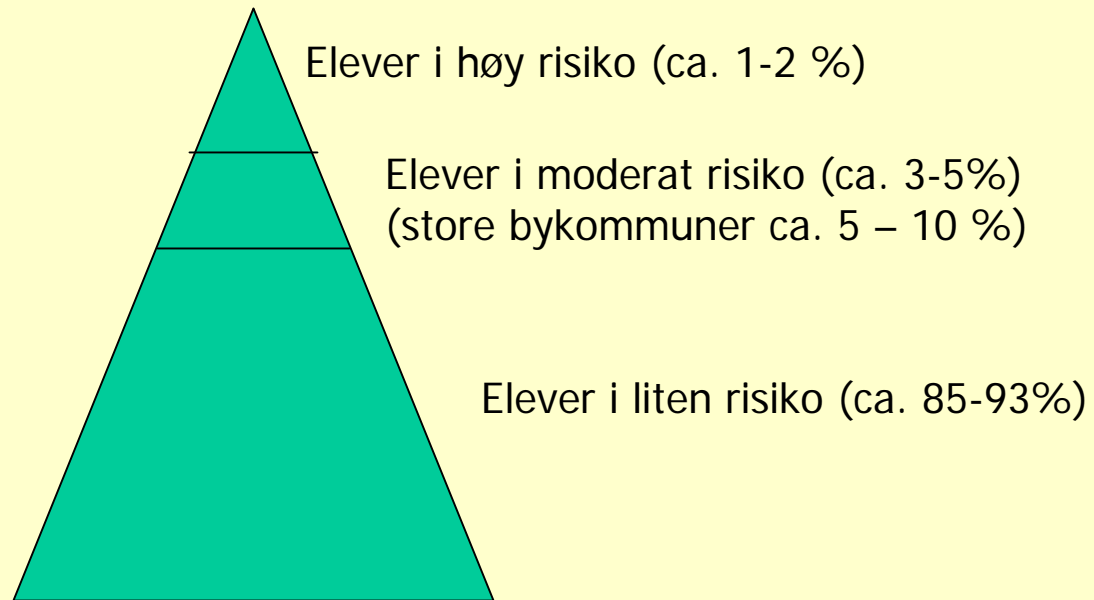 Elever i høy risiko (ca. 1-2 %)
Elever i moderat risiko (ca. 3-5%)
(store bykommuner ca. 5 – 10 %)
Elever i liten risiko (ca. 85-93%)